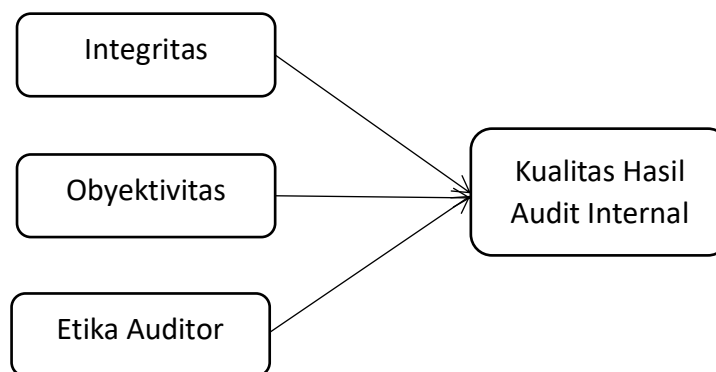 Integritas
Obyektivitas
Kualitas Hasil
Audit Internal
Etika Auditor